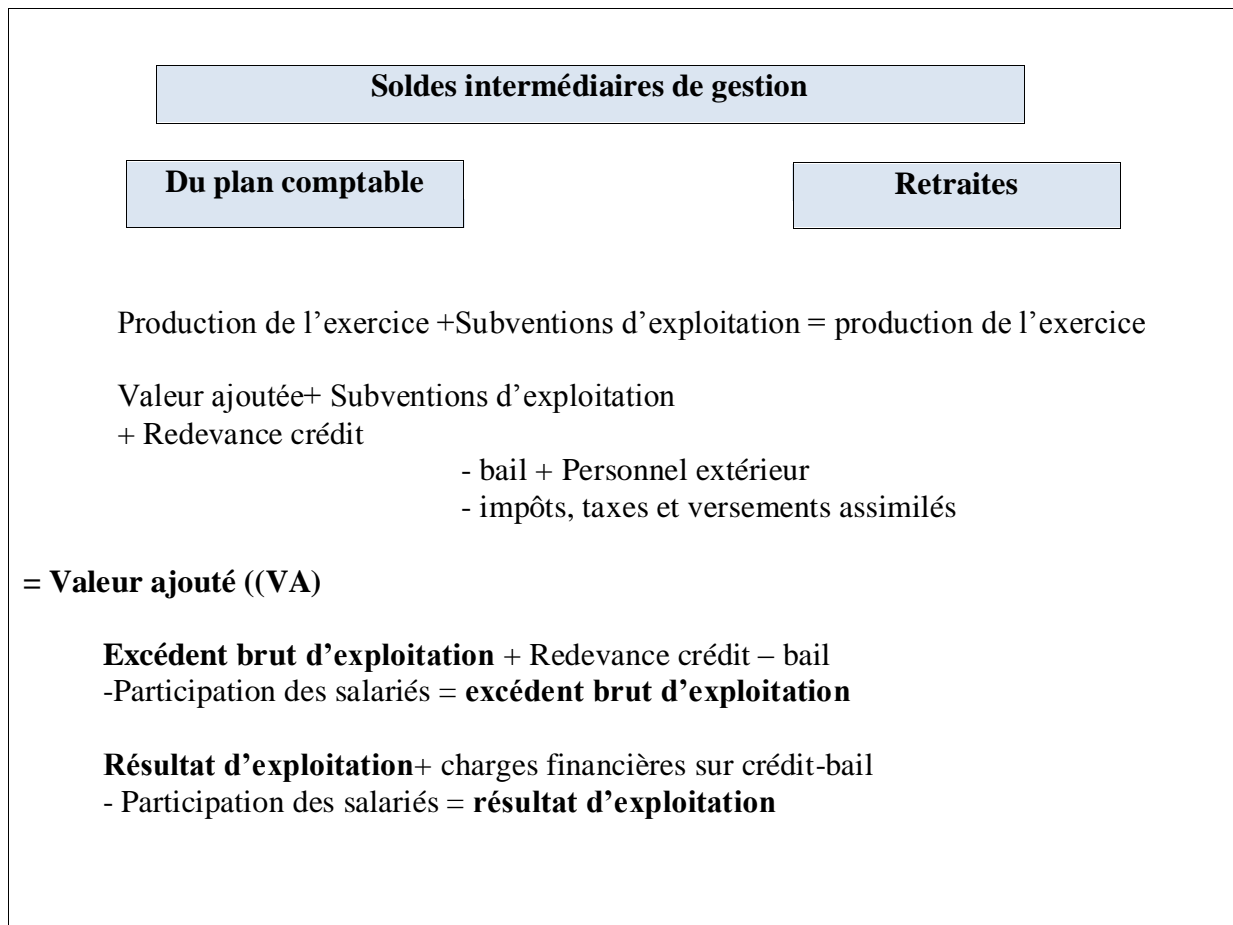 Soldes intermédiaires de gestion
Du plan comptable
Retraites
Production de l’exercice +Subventions d’exploitation = production de l’exercice
Valeur ajoutée+ Subventions d’exploitation
+ Redevance crédit
- bail + Personnel extérieur
- impôts, taxes et versements assimilés
= Valeur ajouté ((VA)
Excédent brut d’exploitation + Redevance crédit – bail
-Participation des salariés = excédent brut d’exploitation
Résultat d’exploitation+ charges financières sur crédit-bail
- Participation des salariés = résultat d’exploitation